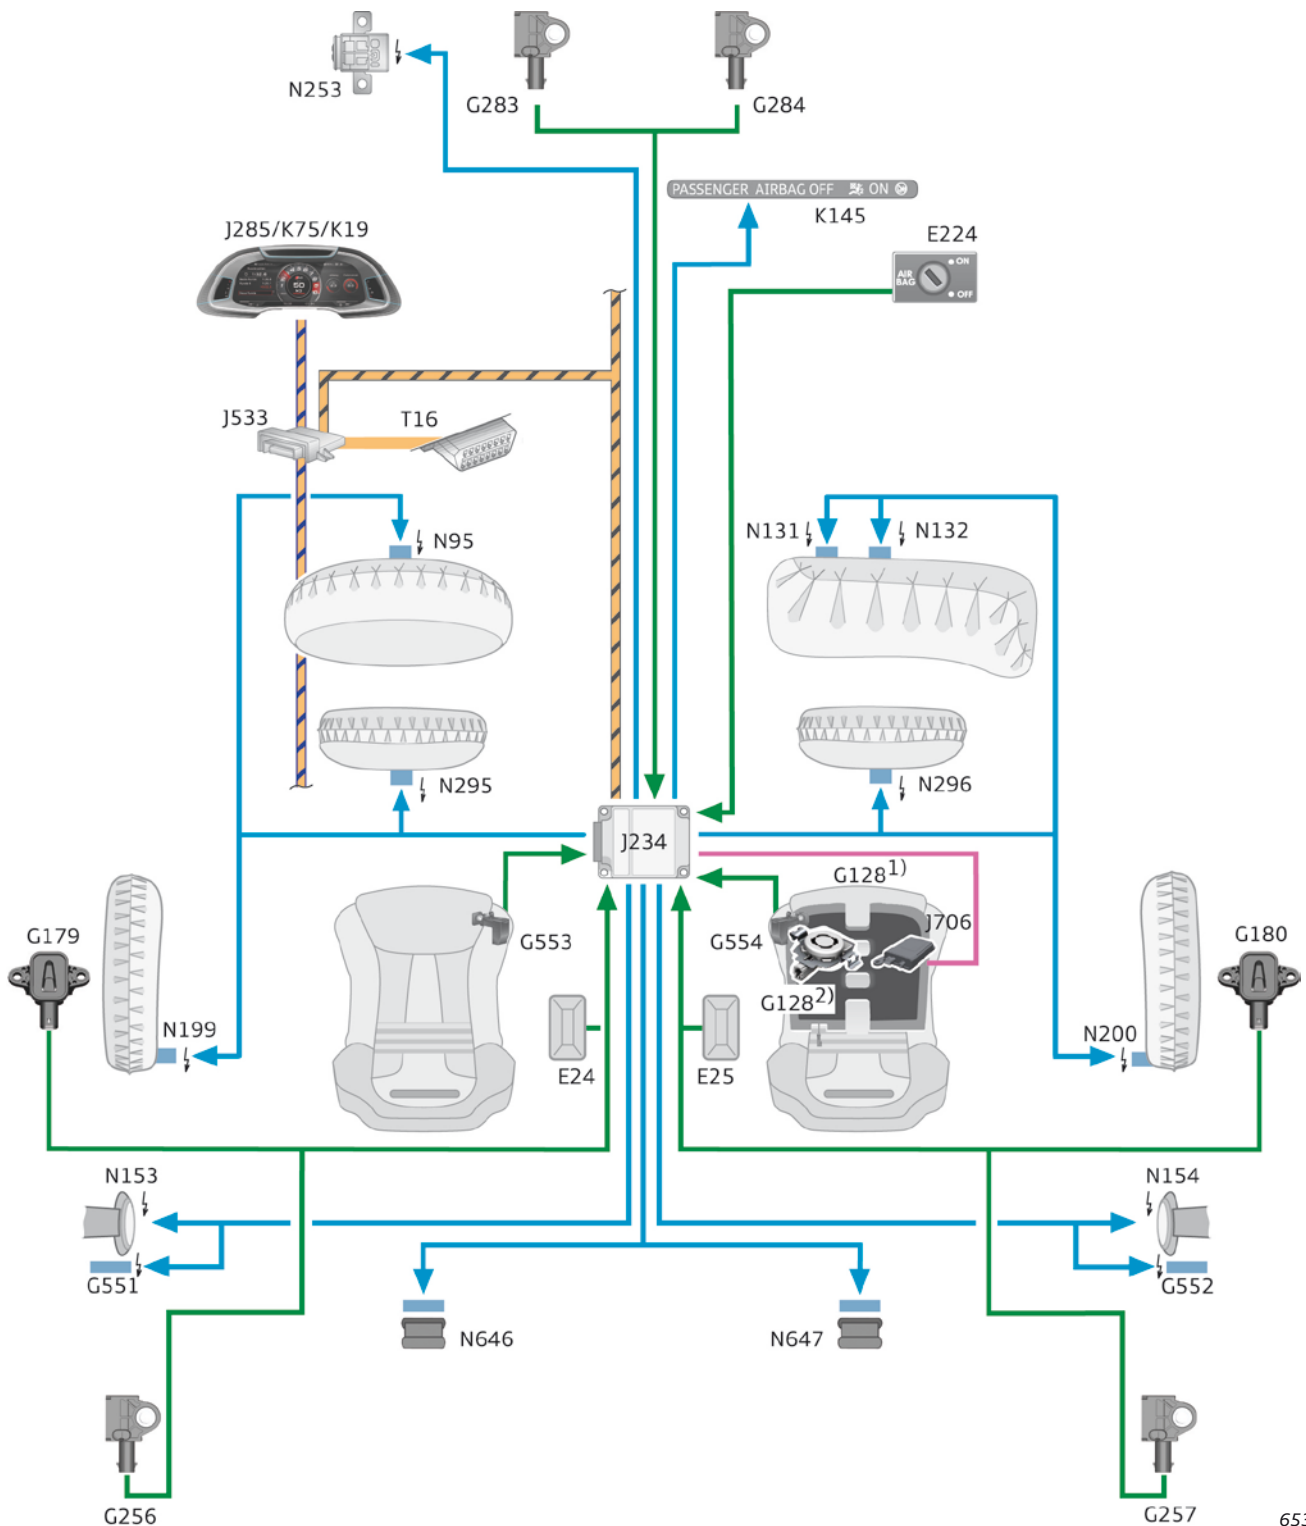 N253
G283
G284
PASSENGER AIRBAG OFF ON
K145
J285/K75/K19
E224
AIR BAG
ON
OFF
50
J533
T16
N95
N131
N132
N295
N296
J234
G128 1)
G553
G554
J706
G179
G180
G128 2)
N199
N200
E24
E25
N153
N154
G551
G552
N646
N647
G256
G257
653